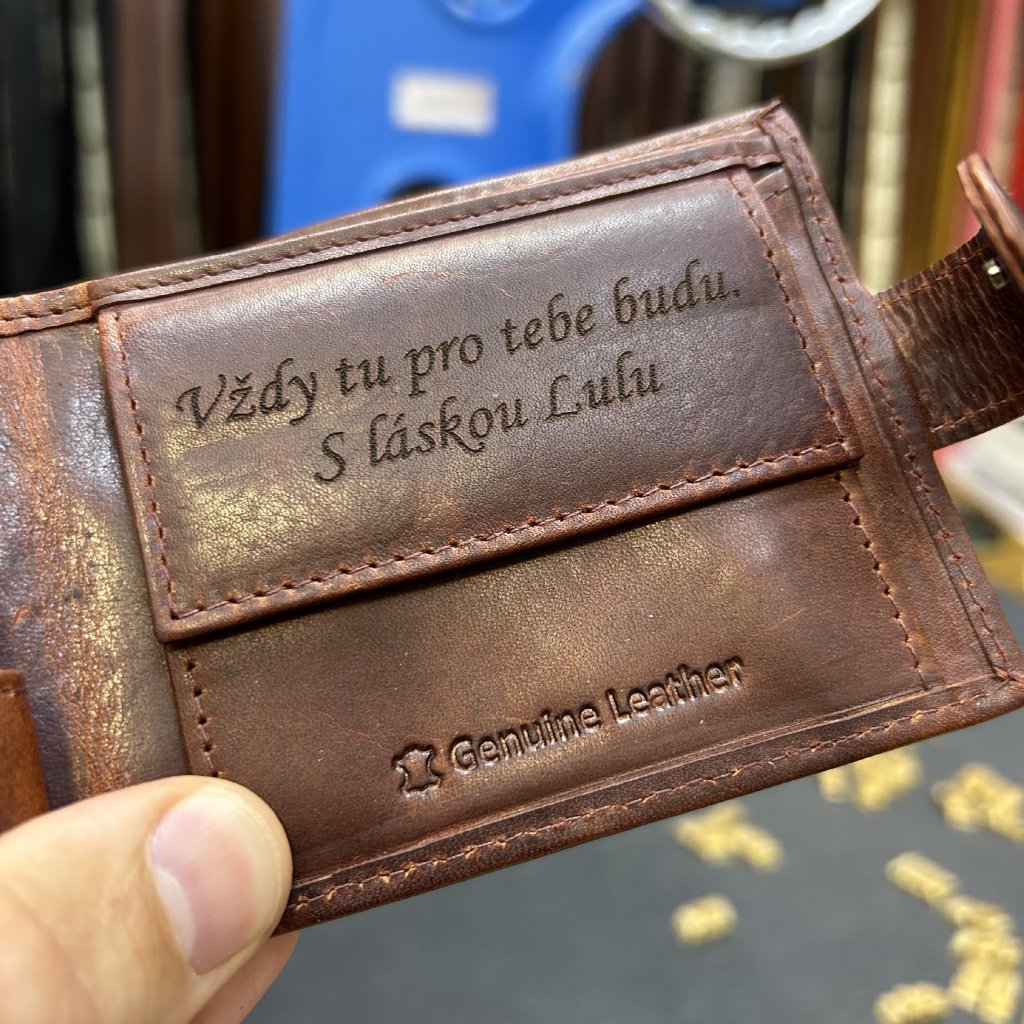 Vždy tu pro tebe budu.
S láskou Lulu
Genuine Leather